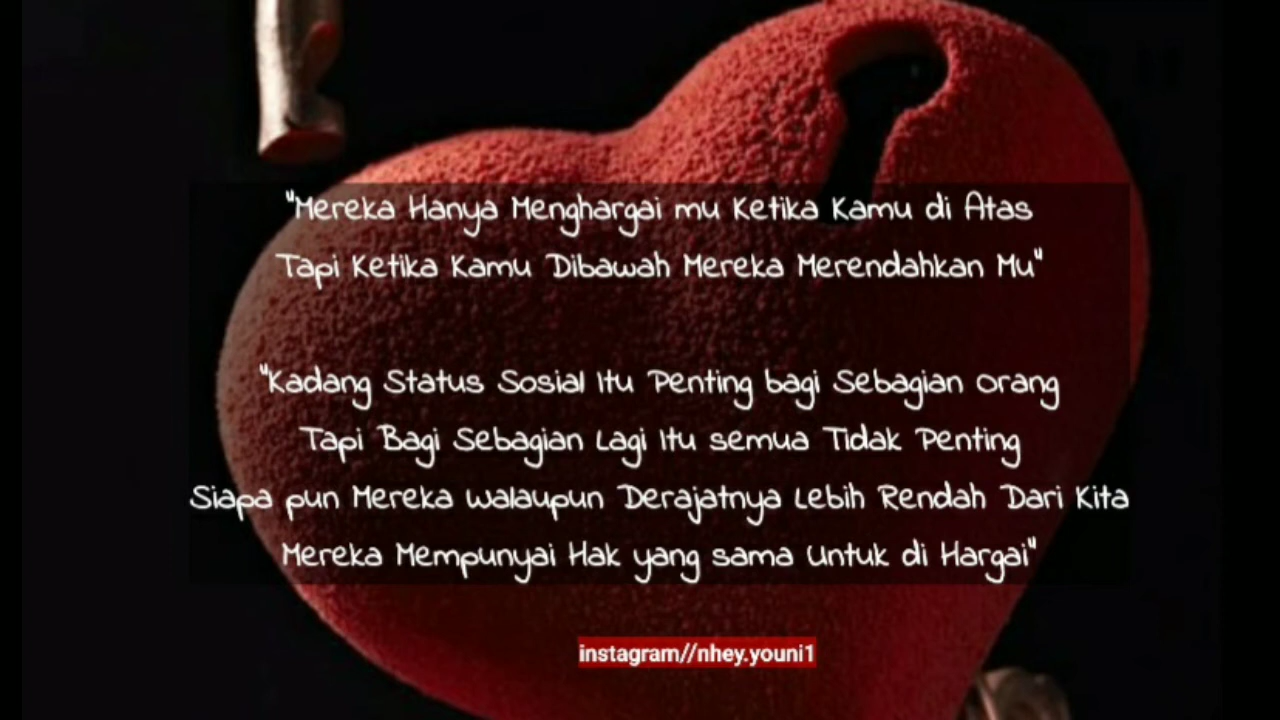 "Mereka Hanya Menghargai mu Ketika Kamu di Atas
Tapi Ketika Kamu Dibawah Mereka Merendahkan Mu"
"Kadang Status Sosial Itu Penting bagi Sebagian orang
Tapi Bagi Sebagian Lagi Itu semua Tidak Penting
Siapa pun Mereka walaupun Derajatnya Lebih Rendah Dari Kita
Mereka Mempunyai Hak yang sama Untuk di Hargai"
instagram//nhey.youni1